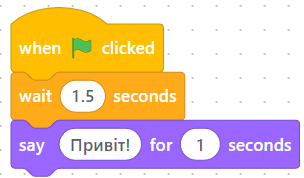 when clicked
wait 1.5 seconds
say Привіт! for 1 seconds